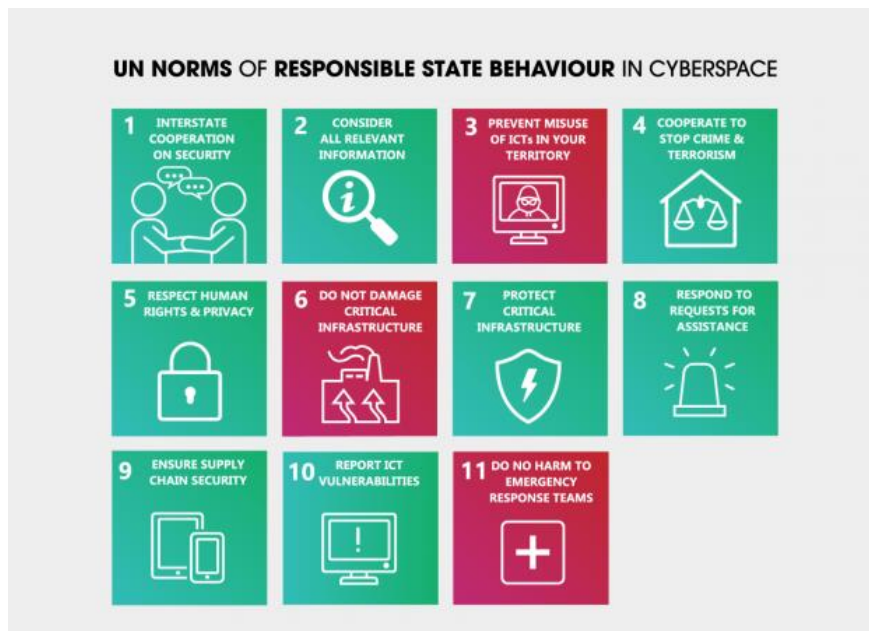 UN NORMS OF RESPONSIBLE STATE BEHAVIOUR IN CYBERSPACE
1 INTERSTATE
COOPERATION
ON SECURITY
2 CONSIDER
ALL RELEVANT
INFORMATION
i
3 PREVENT MISUSE
OF ICTs IN YOUR
TERRITORY
4 COOPERATE TO
STOP CRIME &
TERRORISM
5 RESPECT HUMAN
RIGHTS & PRIVACY
6 DO NOT DAMAGE
CRITICAL
INFRASTRUCTURE
7 PROTECT
CRITICAL
INFRASTRUCTURE
8 RESPOND TO
REQUESTS FOR
ASSISTANCE
9 ENSURE SUPPLY
CHAIN SECURITY
10 REPORT ICT
VULNERABILITIES
!
11 DO NO HARM TO
EMERGENCY
RESPONSE TEAMS